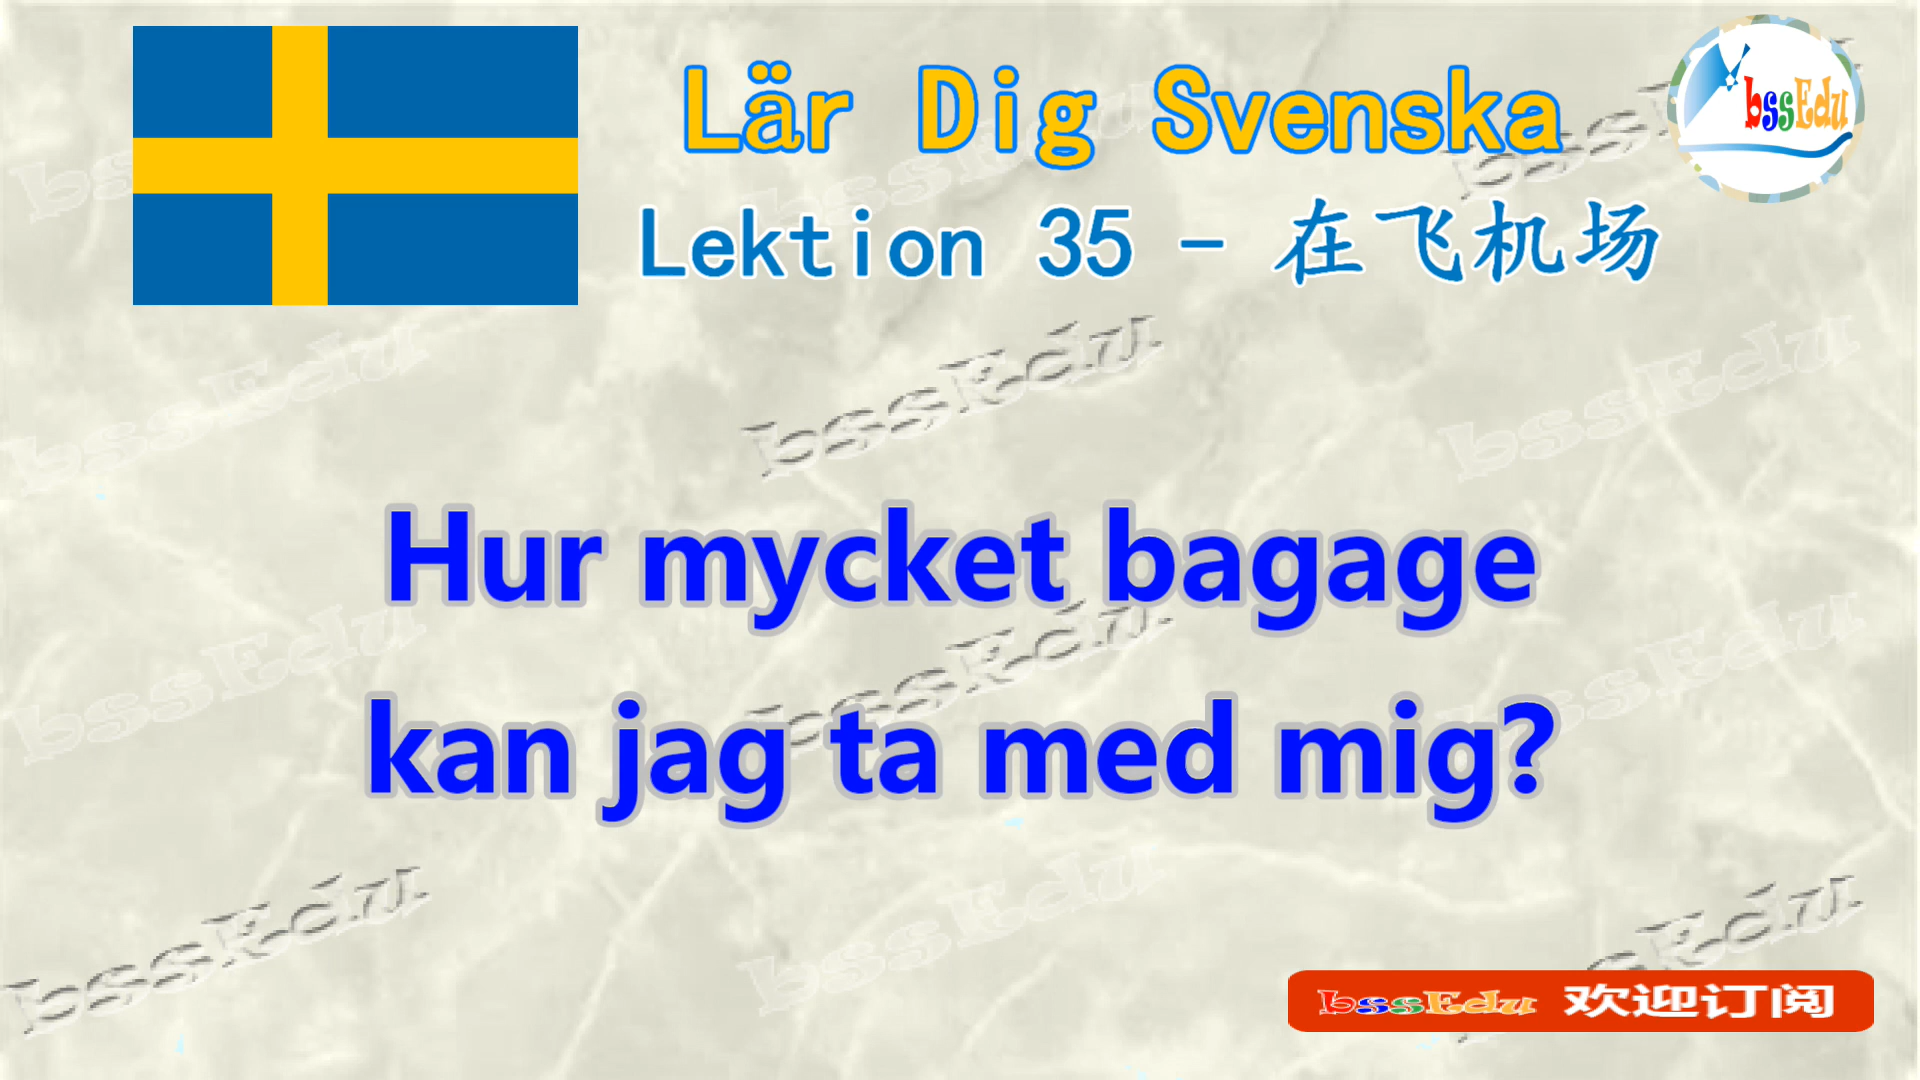 Lär Dig Svenska
bssEdu
Lektion 35 - 在飞机场
Hur mycket bagage
kan jag ta med mig?
bssEdu 欢迎订阅